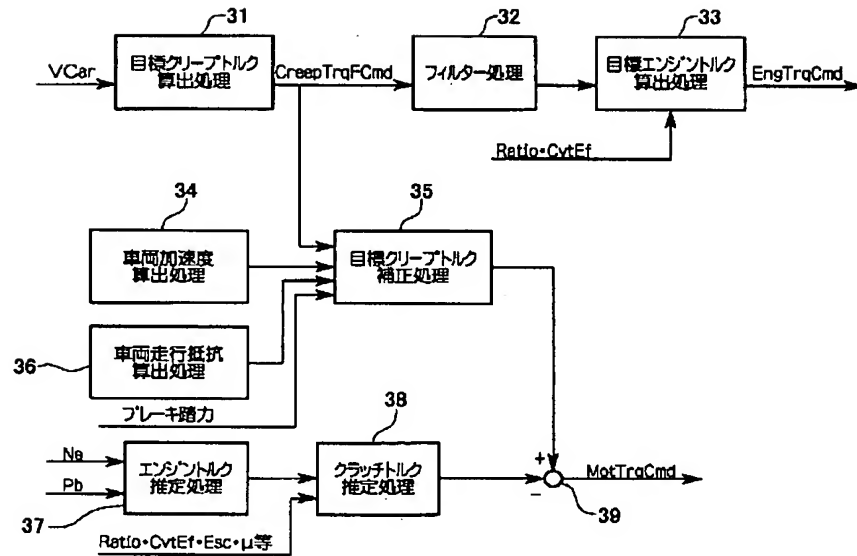 31
32
33
VCar
目標クリープトルク
算出処理
CreepTrqFCmd
フィルター処理
目標エンジントルク
算出処理
EngTrqCmd
Ratio・CvtEf
34
35
車両加速度
算出処理
目標クリープトルク
補正処理
36
車両走行抵抗
算出処理
ブレーキ踏力
38
Ne
Pb
エンジントルク
推定処理
クラッチトルク
推定処理
+
−
MotTrqCmd
37
39
Ratio・CvtEf・Esc・μ等